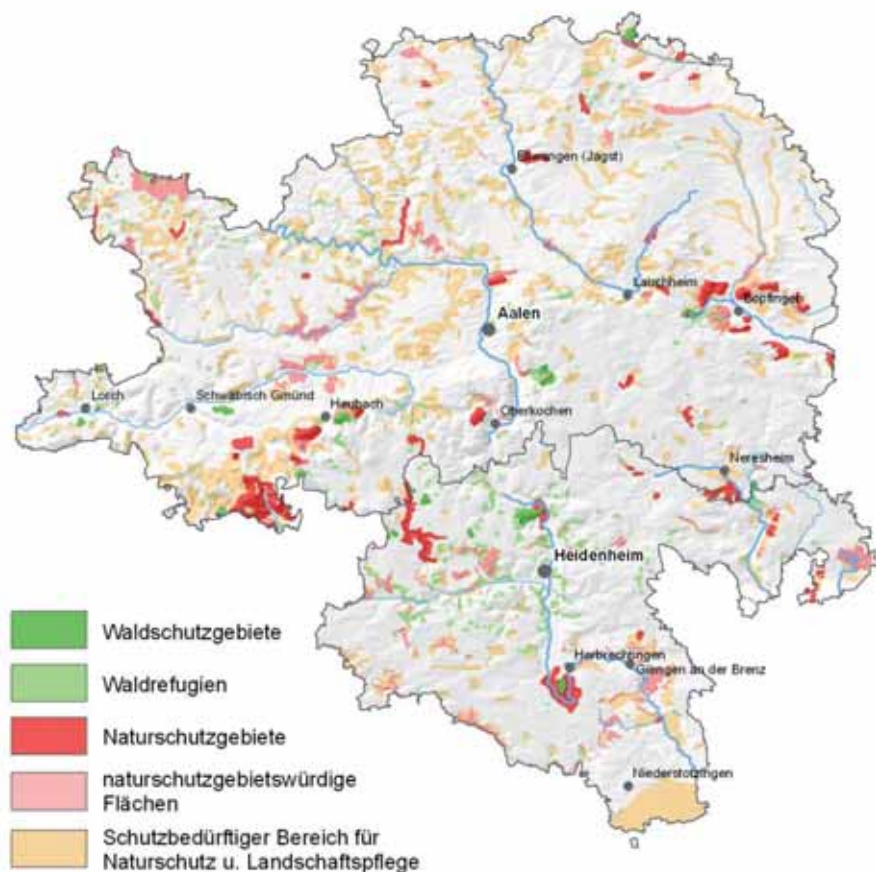 Ellwangen (Jagst)
Lauchheim
Bopfingen
Aalen
Lorch
Schwäbisch Gmünd
Heubach
Oberkochen
Neresheim
Heidenheim
Herbrechtingen
Giengen an der Brenz
Niederstotzingen
Waldschutzgebiete
Waldrefugien
Naturschutzgebiete
naturschutzgebietswürdige
Flächen
Schutzbedürftiger Bereich für
Naturschutz u. Landschaftspflege